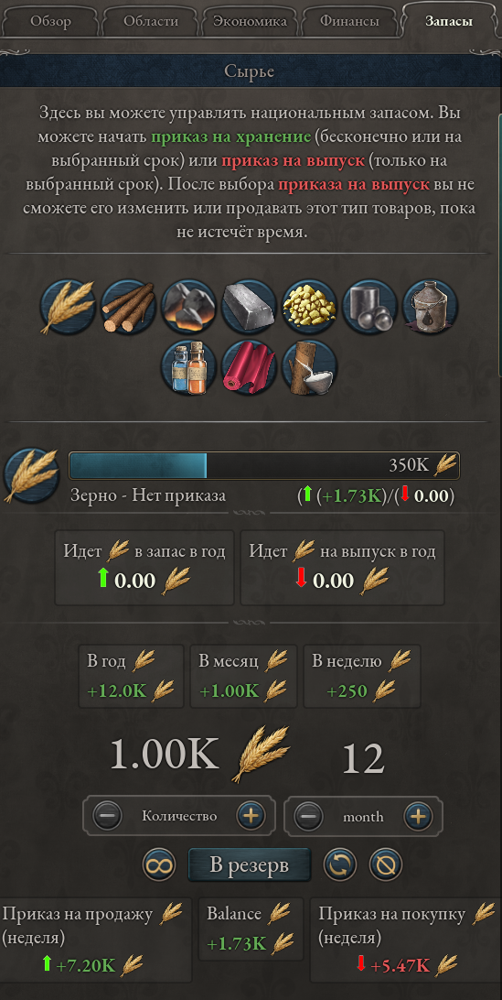 Обзор Области Экономика Финансы Запасы
Сырье
Здесь вы можете управлять национальным запасом. Вы
можете начать приказ на хранение (бесконечно или на
выбранный срок) или приказ на выпуск (только на
выбранный срок). После выбора приказа на выпуск вы не
сможете его изменить или продавать этот тип товаров, пока
не истечёт время.
350K
Зерно - Нет приказа (⬆(+1.73K)/(⬇0.00)
Идет в запас в год
⬆0.00
Идет на выпуск в год
⬇0.00
В год
+12.0K
В месяц
+1.00K
В неделю
+250
1.00K 12
Количество month
В резерв
Приказ на продажу
(неделя)
⬆+7.20K
Balance
+1.73K
Приказ на покупку
(неделя)
⬇+5.47K